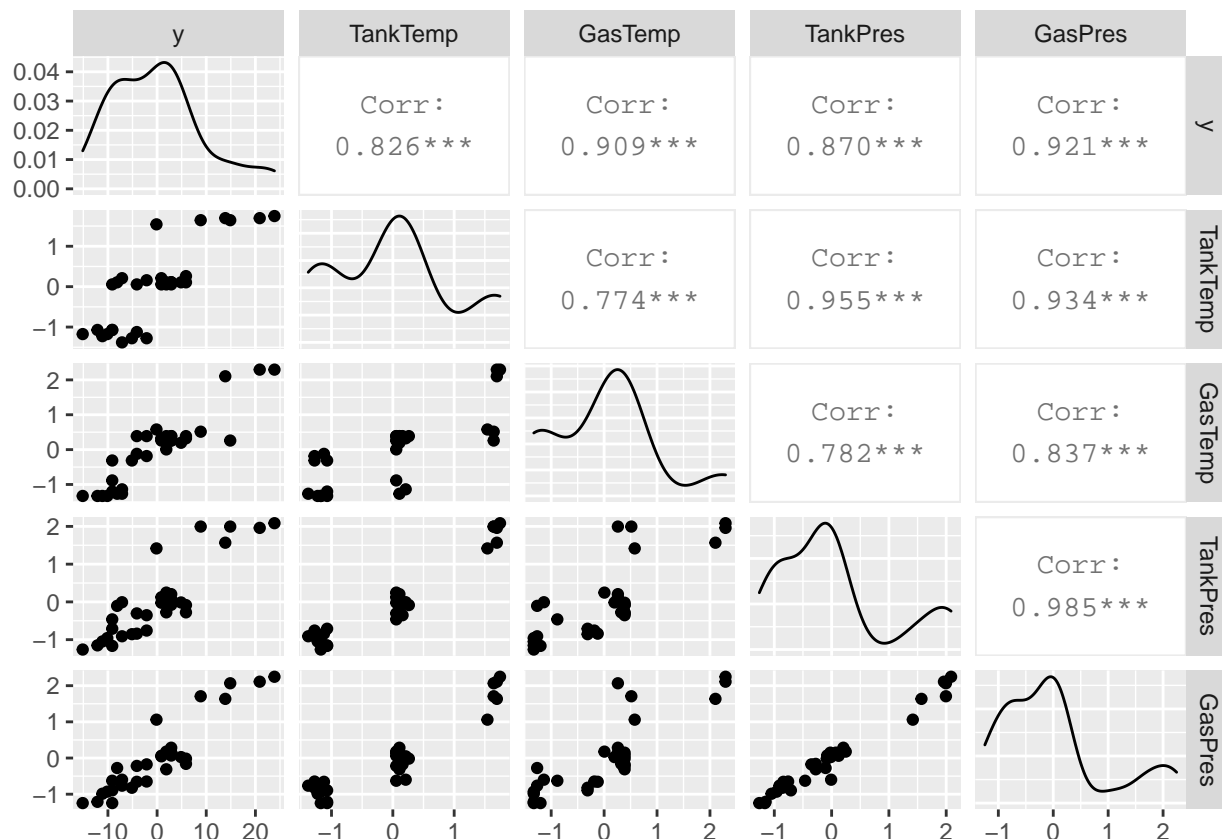 y TankTemp GasTemp TankPres GasPres
0.04
0.03
0.02
0.01
0.00
Corr:
0.826***
Corr:
0.909***
Corr:
0.870***
Corr:
0.921***
y
1
0
−1
Corr:
0.774***
Corr:
0.955***
Corr:
0.934***
TankTemp
2
1
0
−1
Corr:
0.782***
Corr:
0.837***
GasTemp
2
1
0
−1
Corr:
0.985***
TankPres
2
1
0
−1
GasPres
−10 0 10 20 −1 0 1 −1 0 1 2 −1 0 1 2 −1 0 1 2